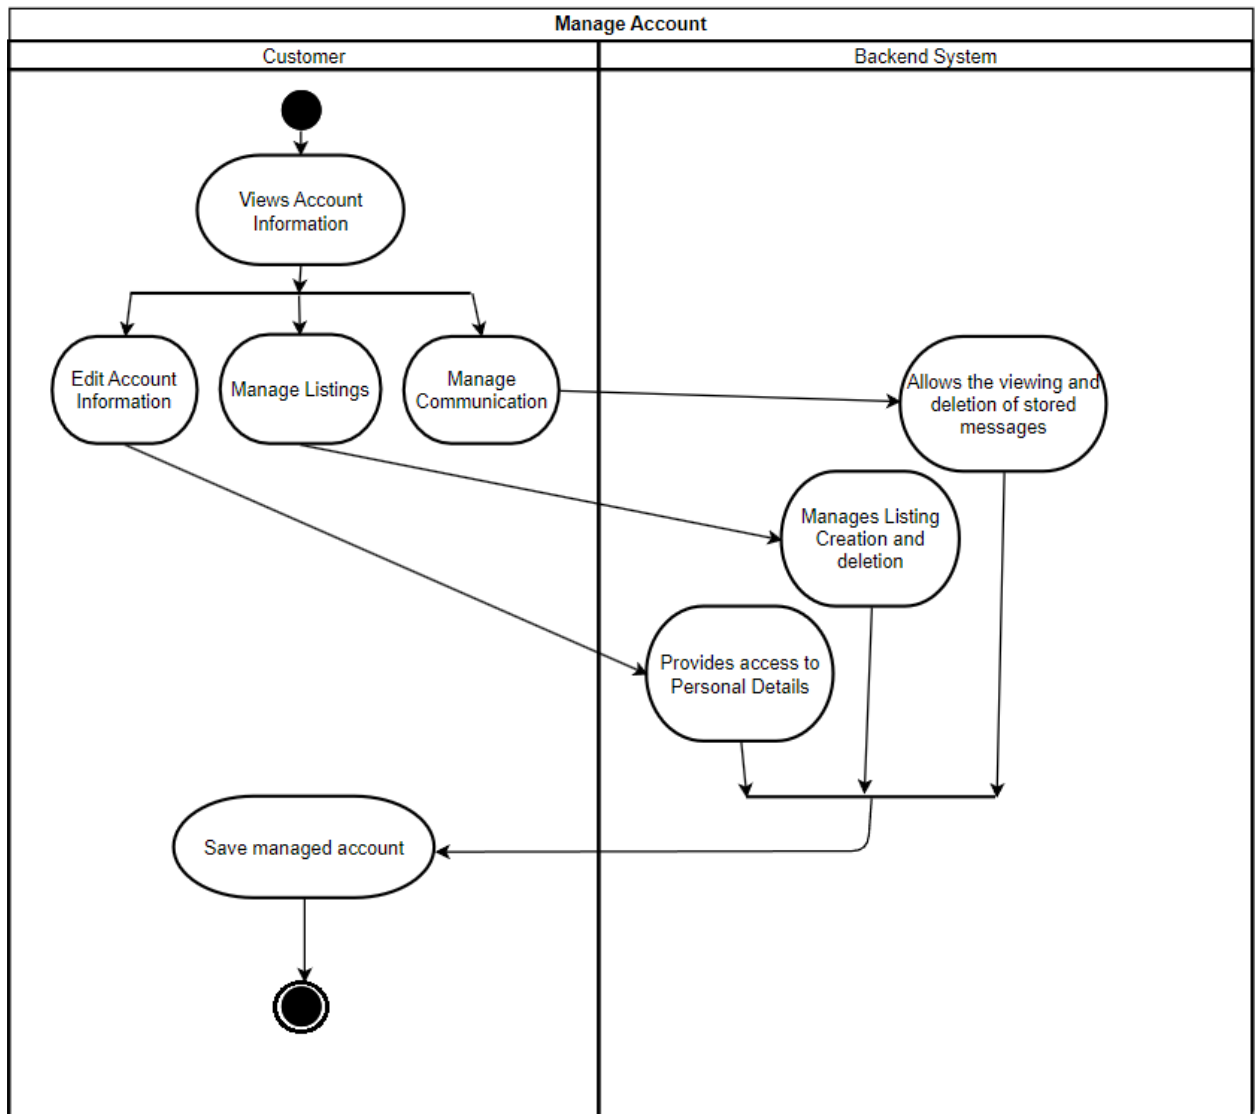 Manage Account
Customer
Backend System
Views Account
Information
Edit Account
Information
Manage Listings
Manage
Communication
Allows the viewing and
deletion of stored
messages
Manages Listing
Creation and
deletion
Provides access to
Personal Details
Save managed account